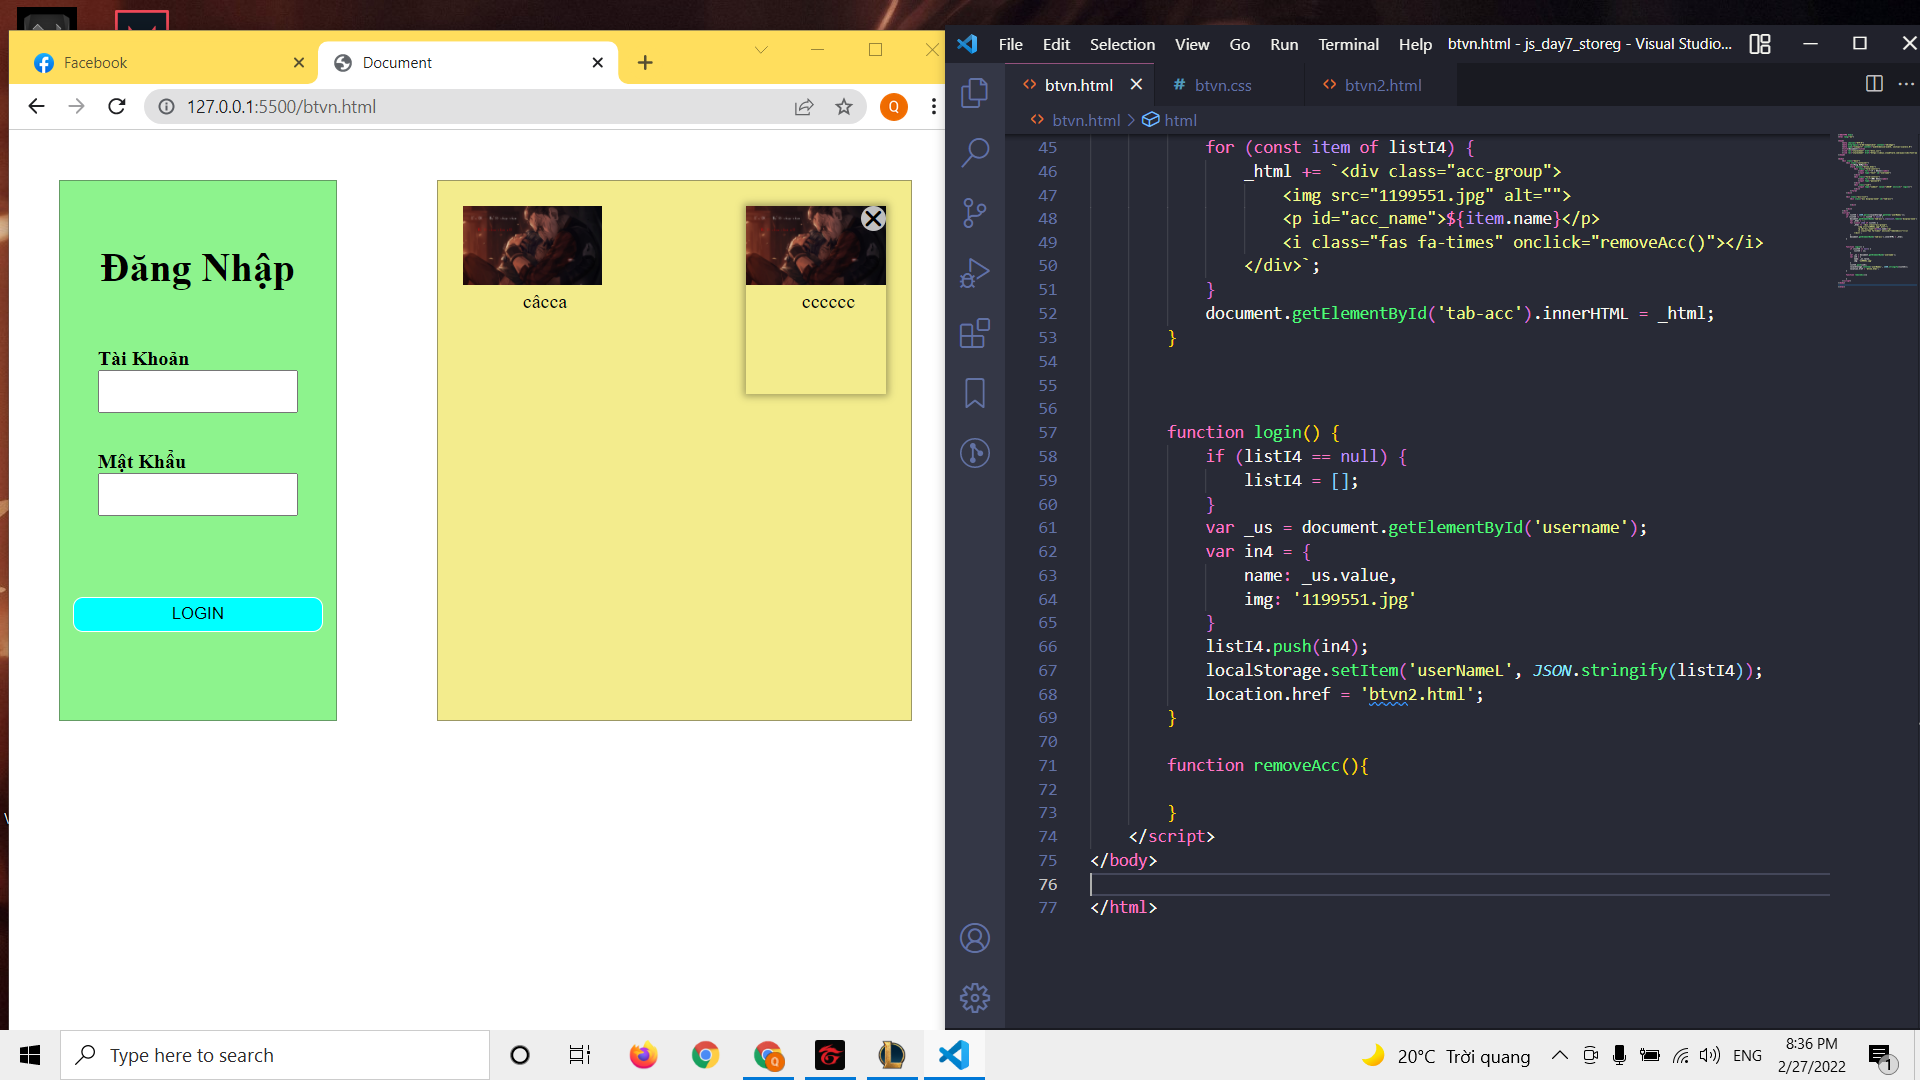 Facebook
Document
127.0.0.1:5500/btvn.html
Q
Đăng Nhập
Tài Khoản
Mật Khẩu
LOGIN
câcca
cccccc
File Edit Selection View Go Run Terminal Help btvn.html - js_day7_storeg - Visual Studio...
btvn.html # btvn.css btvn2.html
btvn.html > html
45 for (const item of listI4) {
46 _html += `<div class="acc-group">
47 <img src="1199551.jpg" alt="">
48 <p id="acc_name">${item.name}</p>
49 <i class="fas fa-times" onclick="removeAcc()"></i>
50 </div>`;
51 }
52 document.getElementById('tab-acc').innerHTML = _html;
53 }
54
55
56
57 function login() {
58 if (listI4 == null) {
59 listI4 = [];
60 }
61 var _us = document.getElementById('username');
62 var in4 = {
63 name: _us.value,
64 img: '1199551.jpg'
65 }
66 listI4.push(in4);
67 localStorage.setItem('userNameL', JSON.stringify(listI4));
68 location.href = 'btvn2.html';
69 }
70
71 function removeAcc(){
72
73 }
74 </script>
75 </body>
76
77 </html>
Type here to search
Q
20°C Trời quang
ENG
8:36 PM
2/27/2022
1